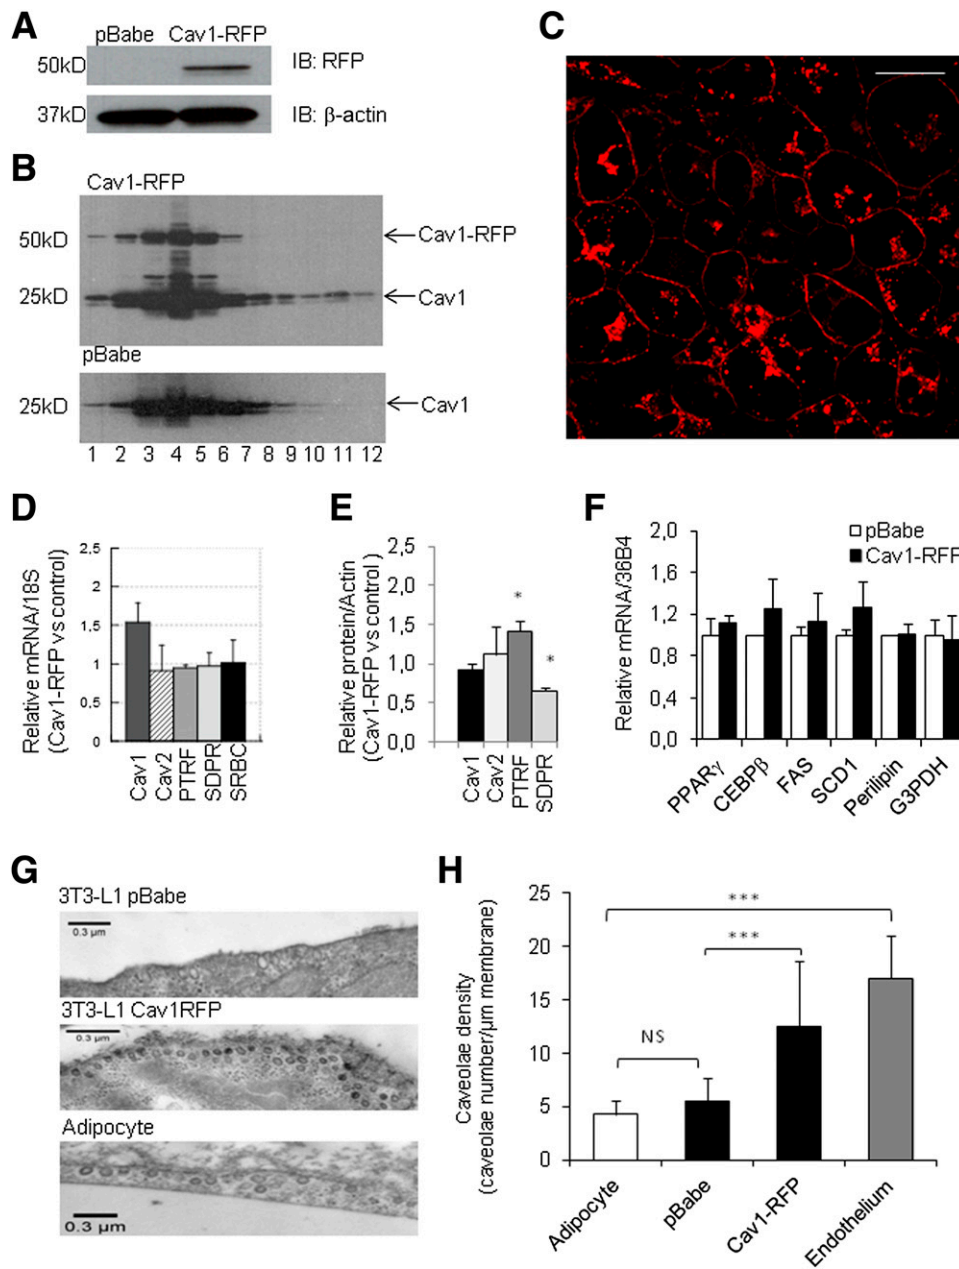 A
pBabe Cav1-RFP
50kD
IB: RFP
37kD
IB: β-actin
B
Cav1-RFP
50kD
Cav1-RFP
25kD
Cav1
pBabe
25kD
Cav1
1 2 3 4 5 6 7 8 9 10 11 12
C
D
Relative mRNA/18S
(Cav1-RFP vs control)
2.5
2
1.5
1
0.5
0
Cav1
Cav2
PTRF
SDPR
SRBC
E
Relative protein/Actin
(Cav1-RFP vs control)
2,5
2,0
1,5
1,0
0,5
0,0
*
*
Cav1
Cav2
PTRF
SDPR
F
Relative mRNA/36B4
2,0
1,6
1,2
0,8
0,4
0,0
pBabe
Cav1-RFP
PPARγ
CEBPβ
FAS
SCD1
Perilipin
G3PDH
G
3T3-L1 pBabe
0.3 µm
3T3-L1 Cav1RFP
0.3 µm
Adipocyte
0.3 µm
H
Caveolae density
(caveolae number/µm membrane)
25
20
15
10
5
0
***
***
NS
Adipocyte
pBabe
Cav1-RFP
Endothelium